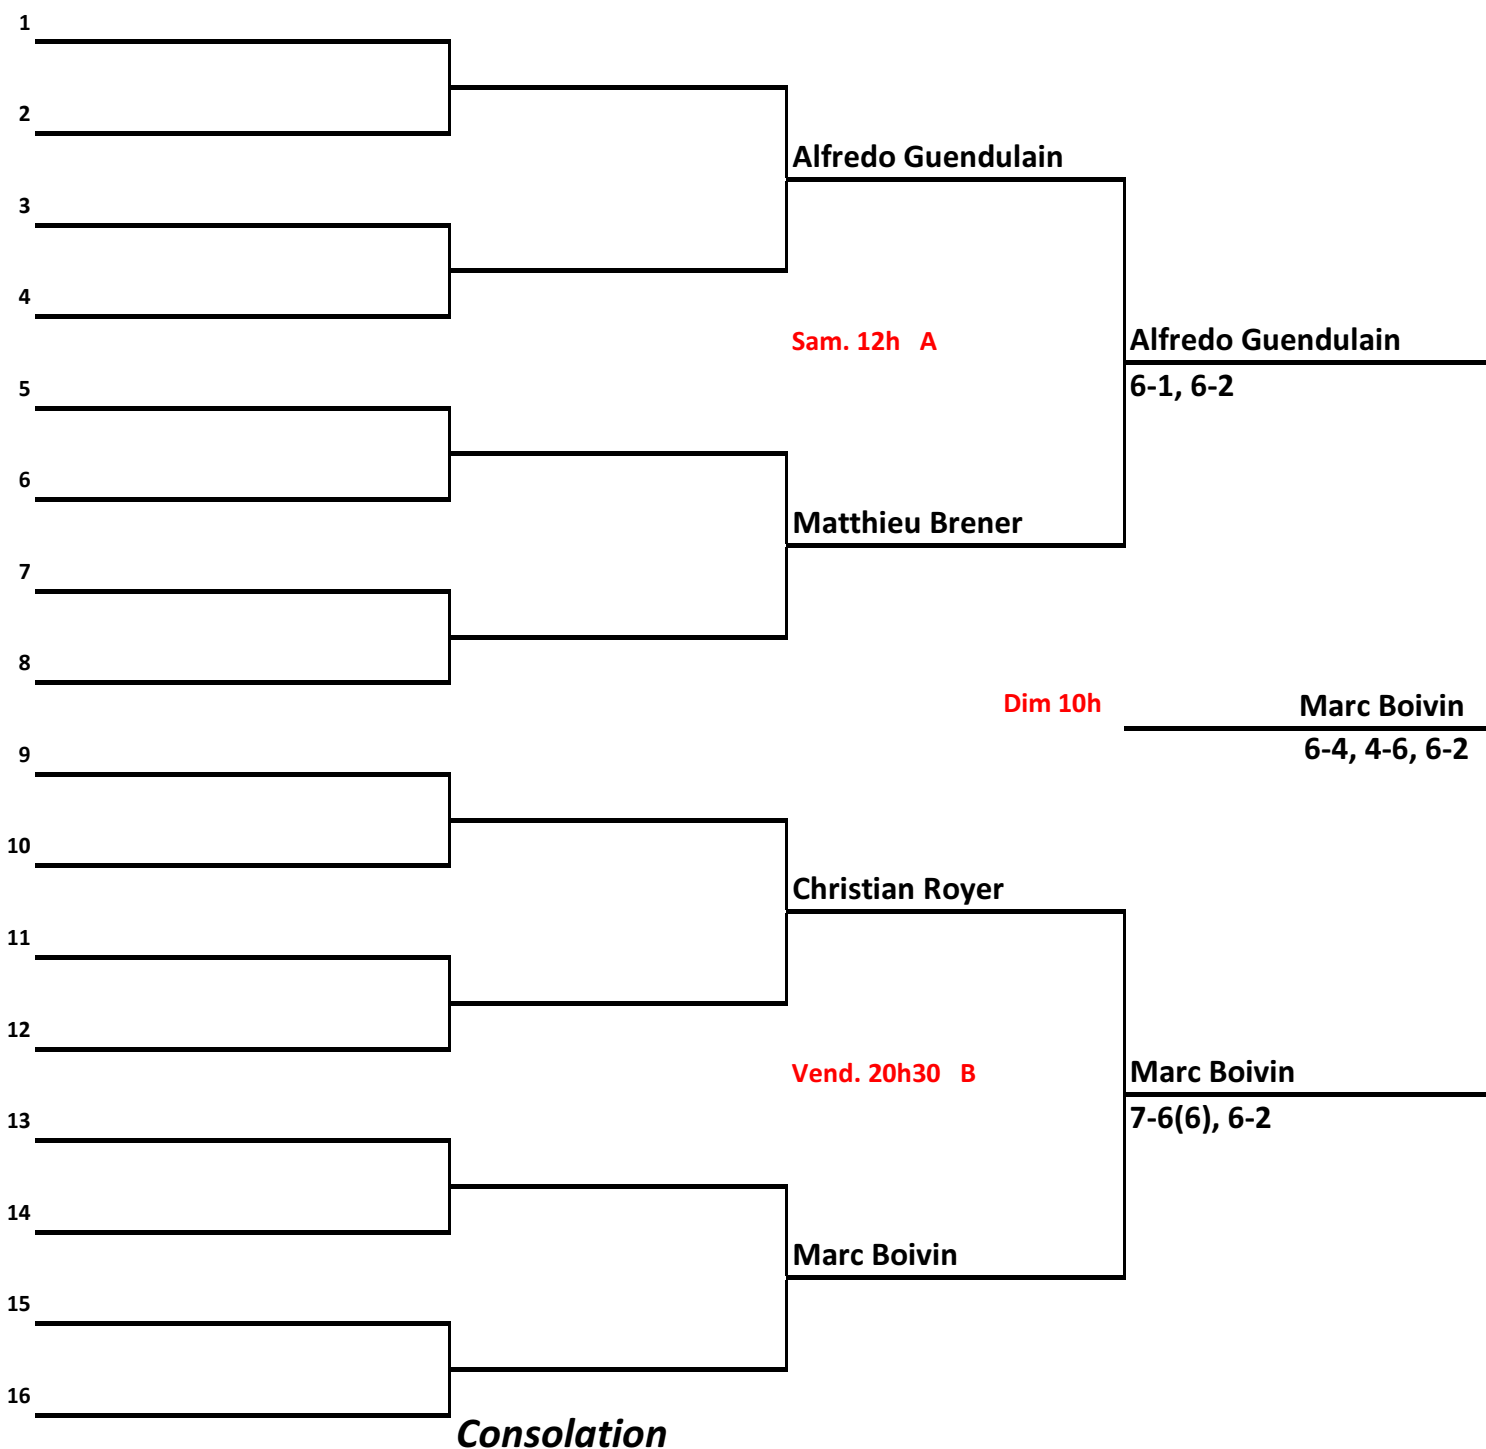 1
2
Alfredo Guendulain
3
4
Sam. 12h A
Alfredo Guendulain
6-1, 6-2
5
6
Matthieu Brener
7
8
Dim 10h
Marc Boivin
6-4, 4-6, 6-2
9
10
Christian Royer
11
12
Vend. 20h30 B
Marc Boivin
7-6(6), 6-2
13
14
Marc Boivin
15
16
Consolation